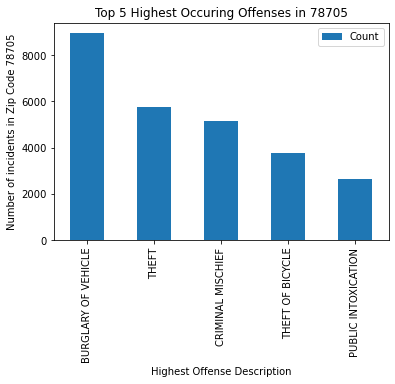 Top 5 Highest Occuring Offenses in 78705
Count
Number of incidents in Zip Code 78705
8000
6000
4000
2000
0
BURGLARY OF VEHICLE
THEFT
CRIMINAL MISCHIEF
THEFT OF BICYCLE
PUBLIC INTOXICATION
Highest Offense Description